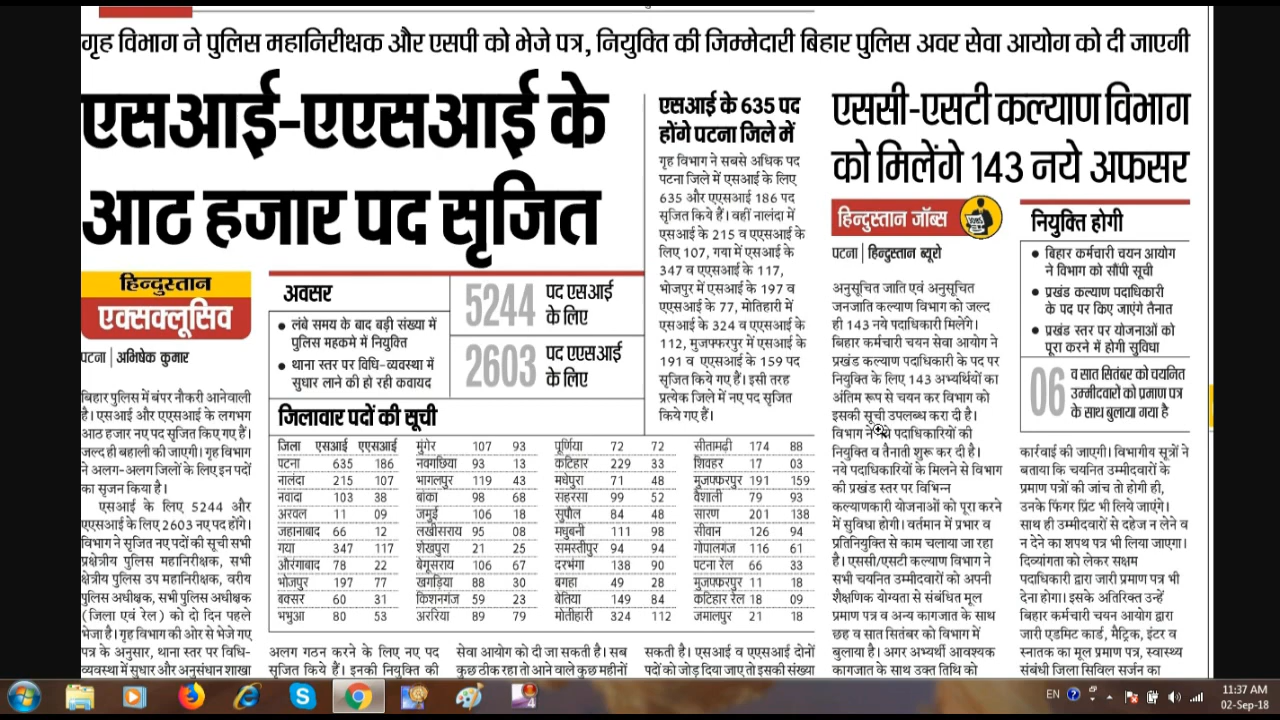 गृह विभाग ने पुलिस महानिरीक्षक और एसपी को भेजे पत्र, नियुक्ति की जिम्मेदारी बिहार पुलिस अवर सेवा आयोग को दी जाएगी
एसआई-एएसआई के
आठ हजार पद सृजित
हिन्दुस्तान
एक्सक्लूसिव
पटना | अभिषेक कुमार
बिहार पुलिस में बंपर नौकरी आनेवाली
है। एसआई और एएसआई के लगभग
आठ हजार नए पद सृजित किए गए हैं।
जल्द ही बहाली की जाएगी। गृह विभाग
ने अलग-अलग जिलों के लिए इन पदों
का सृजन किया है।
एसआई के लिए 5244 और
एएसआई के लिए 2603 नए पद होंगे।
विभाग ने सृजित नए पदों की सूची सभी
प्रक्षेत्रीय पुलिस महानिरीक्षक, सभी
क्षेत्रीय पुलिस उप महानिरीक्षक, वरीय
पुलिस अधीक्षक, सभी पुलिस अधीक्षक
(जिला एवं रेल) को दो दिन पहले
भेजा है। गृह विभाग की ओर से भेजे गए
पत्र के अनुसार, थाना स्तर पर विधि-
व्यवस्था में सुधार और अनुसंधान शाखा
अवसर
● लंबे समय के बाद बड़ी संख्या में
पुलिस महकमे में नियुक्ति
● थाना स्तर पर विधि-व्यवस्था में
सुधार लाने की हो रही कवायद
5244 पद एसआई
के लिए
2603 पद एएसआई
के लिए
जिलावार पदों की सूची
जिला एसआई एएसआई
पटना 635 186
नालंदा 215 107
नवादा 103 38
अरवल 11 09
जहानाबाद 66 12
गया 347 117
औरंगाबाद 78 22
भोजपुर 197 77
बक्सर 60 31
भभुआ 80 53
मुंगेर 107 93
नवगछिया 93 13
भागलपुर 119 43
बांका 98 68
जमुई 106 18
लखीसराय 95 08
शेखपुरा 21 25
बेगूसराय 106 67
खगड़िया 88 30
किशनगंज 59 23
अररिया 89 79
पूर्णिया 72 72
कटिहार 229 33
मधेपुरा 71 48
सहरसा 99 52
सुपौल 84 48
मधुबनी 111 98
समस्तीपुर 94 94
दरभंगा 138 90
बगहा 49 28
बेतिया 149 84
मोतीहारी 324 112
सीतामढ़ी 174 88
शिवहर 17 03
मुजफ्फरपुर 191 159
वैशाली 79 93
सारण 201 138
सीवान 126 94
गोपालगंज 116 61
पटना रेल 66 33
मुजफ्फरपुर 11 18
कटिहार रेल 18 09
जमालपुर 21 18
अलग गठन करने के लिए नए पद
सृजित किये हैं। इनकी नियुक्ति की
सेवा आयोग को दी जा सकती है। सब
कुछ ठीक रहा तो आने वाले कुछ महीनों
सकती है। एसआई व एएसआई दोनों
पदों को जोड़ दिया जाए तो इसकी संख्या
एसआई के 635 पद
होंगे पटना जिले में
गृह विभाग ने सबसे अधिक पद
पटना जिले में एसआई के लिए
635 और एएसआई 186 पद
सृजित किये हैं। वहीं नालंदा में
एसआई के 215 व एएसआई के
लिए 107, गया में एसआई के
347 व एएसआई के 117,
भोजपुर में एसआई के 197 व
एएसआई के 77, मोतिहारी में
एसआई के 324 व एएसआई के
112, मुजफ्फरपुर में एसआई के
191 व एएसआई के 159 पद
सृजित किए गए हैं। इसी तरह
प्रत्येक जिले में नए पद सृजित
किये गए हैं।
एससी-एसटी कल्याण विभाग
को मिलेंगे 143 नये अफसर
हिन्दुस्तान जॉब्स
JOBS
पटना | हिन्दुस्तान ब्यूरो
अनुसूचित जाति एवं अनुसूचित
जनजाति कल्याण विभाग को जल्द
ही 143 नये पदाधिकारी मिलेंगे।
बिहार कर्मचारी चयन सेवा आयोग ने
प्रखंड कल्याण पदाधिकारी के पद पर
नियुक्ति के लिए 143 अभ्यर्थियों का
अंतिम रूप से चयन कर विभाग को
इसकी सूची उपलब्ध करा दी है।
विभाग ने नये पदाधिकारियों की
नियुक्ति व तैनाती शुरू कर दी है।
नये पदाधिकारियों के मिलने से विभाग
की प्रखंड स्तर पर विभिन्न
कल्याणकारी योजनाओं को पूरा करने
में सुविधा होगी। वर्तमान में प्रभार व
प्रतिनियुक्ति से काम चलाया जा रहा
है। एससी/एसटी कल्याण विभाग ने
सभी चयनित उम्मीदवारों को अपनी
शैक्षणिक योग्यता से संबंधित मूल
प्रमाण पत्र व अन्य कागजात के साथ
छह व सात सितंबर को विभाग में
बुलाया है। अगर अभ्यर्थी आवश्यक
कागजात के साथ उक्त तिथि को
नियुक्ति होगी
● बिहार कर्मचारी चयन आयोग
ने विभाग को सौंपी सूची
● प्रखंड कल्याण पदाधिकारी
के पद पर किए जाएंगे तैनात
● प्रखंड स्तर पर योजनाओं को
पूरा करने में होगी सुविधा
06 व सात सितंबर को चयनित
उम्मीदवारों को प्रमाण पत्र
के साथ बुलाया गया है
कार्रवाई की जाएगी। विभागीय सूत्रों ने
बताया कि चयनित उम्मीदवारों के
प्रमाण पत्रों की जांच तो होगी ही,
उनके फिंगर प्रिंट भी लिये जाएंगे।
साथ ही उम्मीदवारों से दहेज न लेने व
न देने का शपथ पत्र भी लिया जाएगा।
दिव्यांगता को लेकर सक्षम
पदाधिकारी द्वारा जारी प्रमाण पत्र भी
देना होगा। इसके अतिरिक्त उन्हें
बिहार कर्मचारी चयन आयोग द्वारा
जारी एडमिट कार्ड, मैट्रिक, इंटर व
स्नातक का मूल प्रमाण पत्र, स्वास्थ्य
संबंधी जिला सिविल सर्जन का
EN
11:37 AM
02-Sep-18